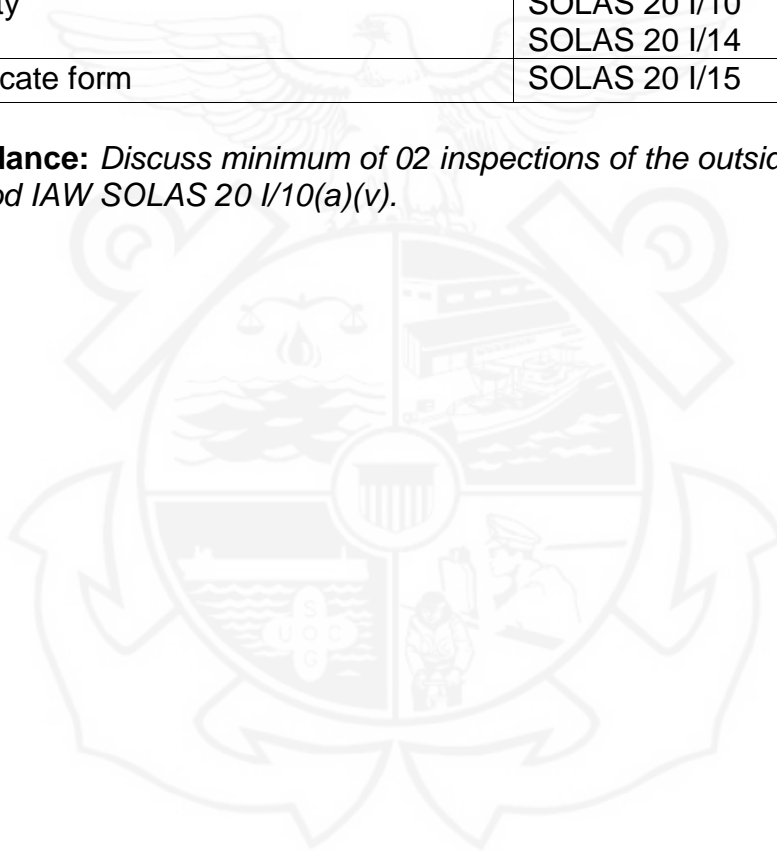 ty SOLAS 20 I/10
SOLAS 20 I/14
cate form SOLAS 20 I/15
lance: Discuss minimum of 02 inspections of the outsid
od IAW SOLAS 20 I/10(a)(v).
S
U O C
G